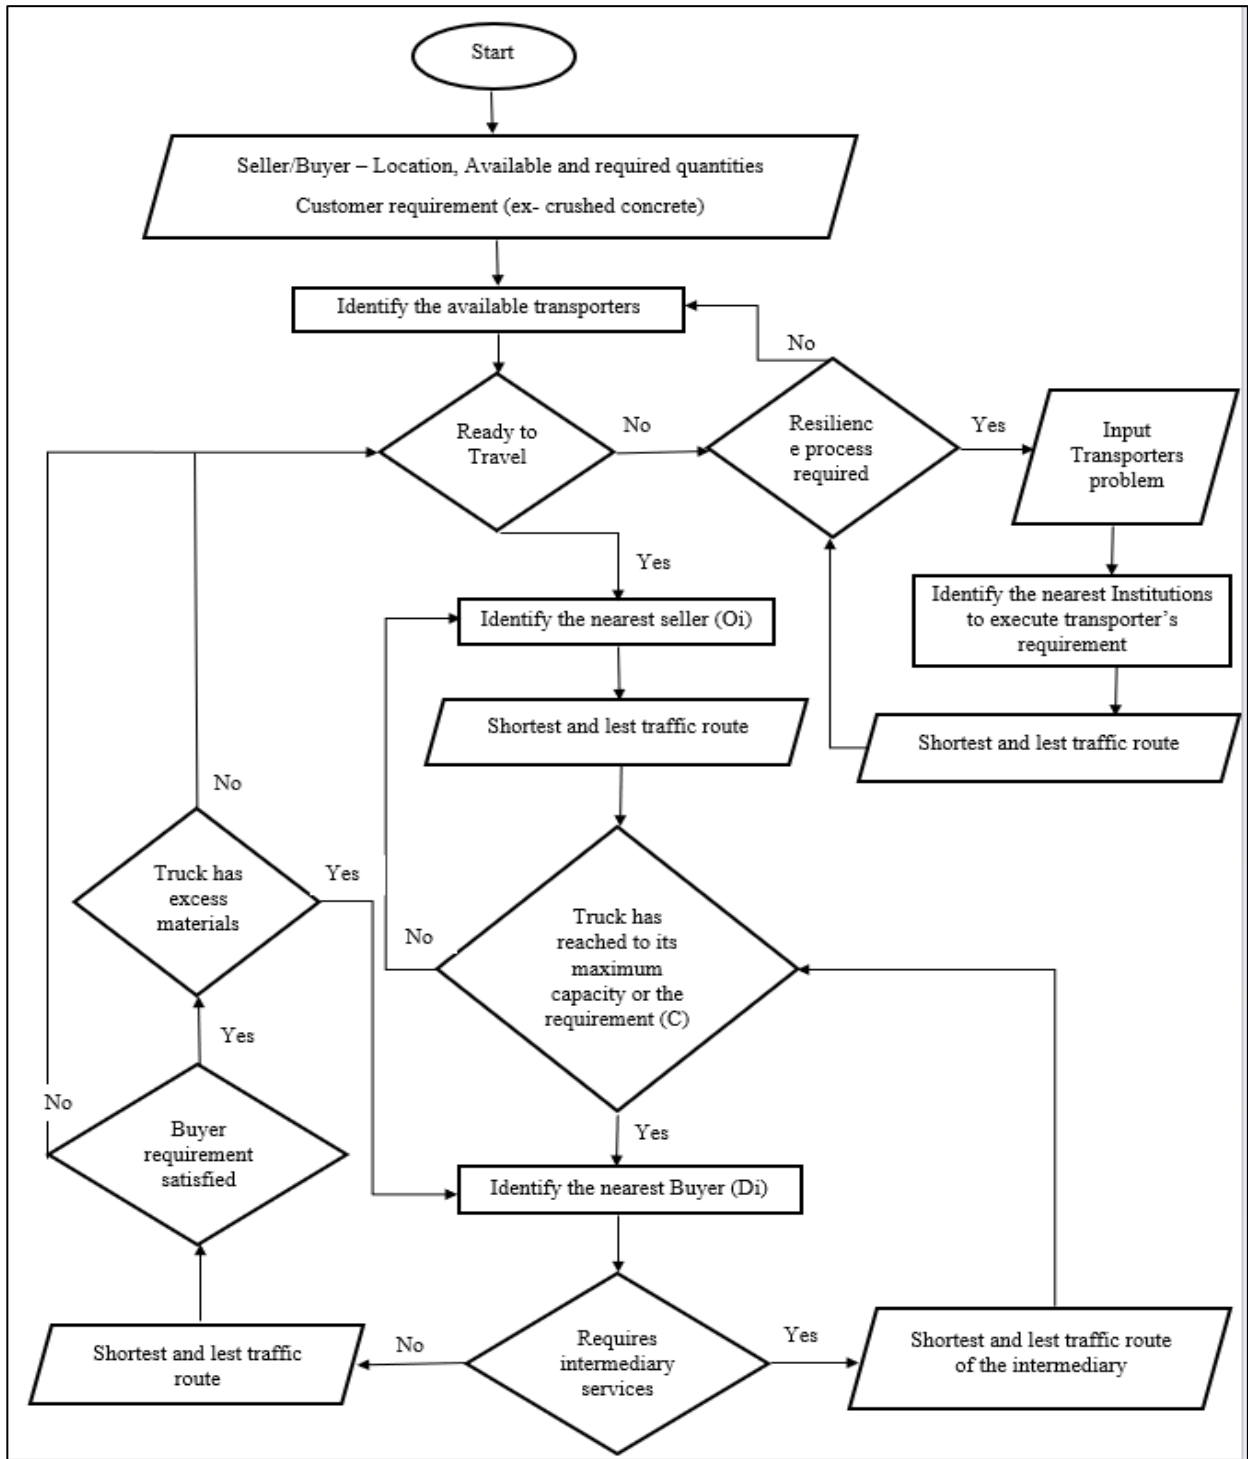 Start
Seller/Buyer – Location, Available and required quantities
Customer requirement (ex- crushed concrete)
Identify the available transporters
No
Ready to
Travel
No
Resilienc
e process
required
Yes
Input
Transporters
problem
Yes
Identify the nearest Institutions
to execute transporter’s
requirement
Identify the nearest seller (Oi)
Shortest and lest traffic route
Shortest and lest traffic route
No
Truck has
excess
materials
Yes
Truck has
reached to its
maximum
capacity or the
requirement (C)
No
Yes
No
Buyer
requirement
satisfied
Yes
Identify the nearest Buyer (Di)
Shortest and lest traffic
route
No
Requires
intermediary
services
Yes
Shortest and lest traffic route
of the intermediary